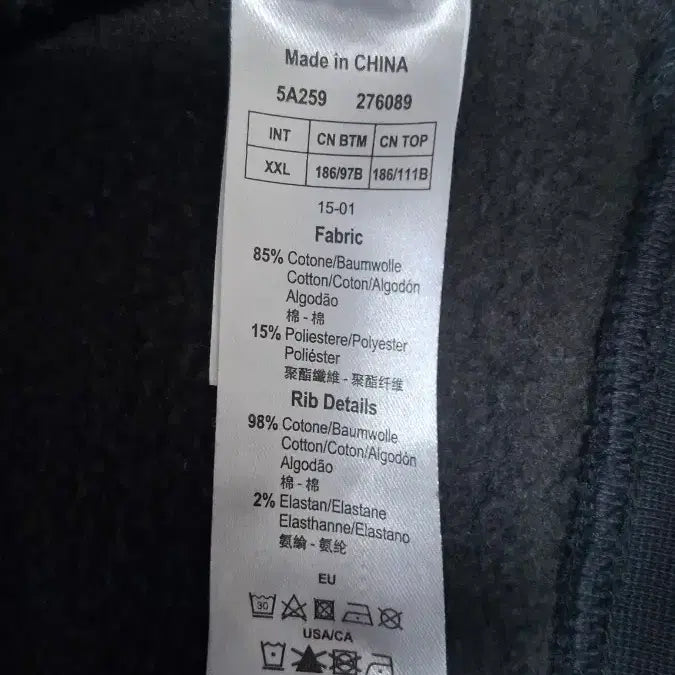 Made in CHINA
5A259 276089
INT CN BTM CN TOP
XXL 186/97B 186/111B
15-01
Fabric
85% Cotone/Baumwolle
Cotton/Coton/Algodón
Algodão
棉 - 棉
15% Poliestere/Polyester
Poliéster
聚酯纖維 - 聚酯纤维
Rib Details
98% Cotone/Baumwolle
Cotton/Coton/Algodón
Algodão
棉 - 棉
2% Elastan/Elastane
Elasthanne/Elastano
氨綸 - 氨纶
EU
30
USA/CA